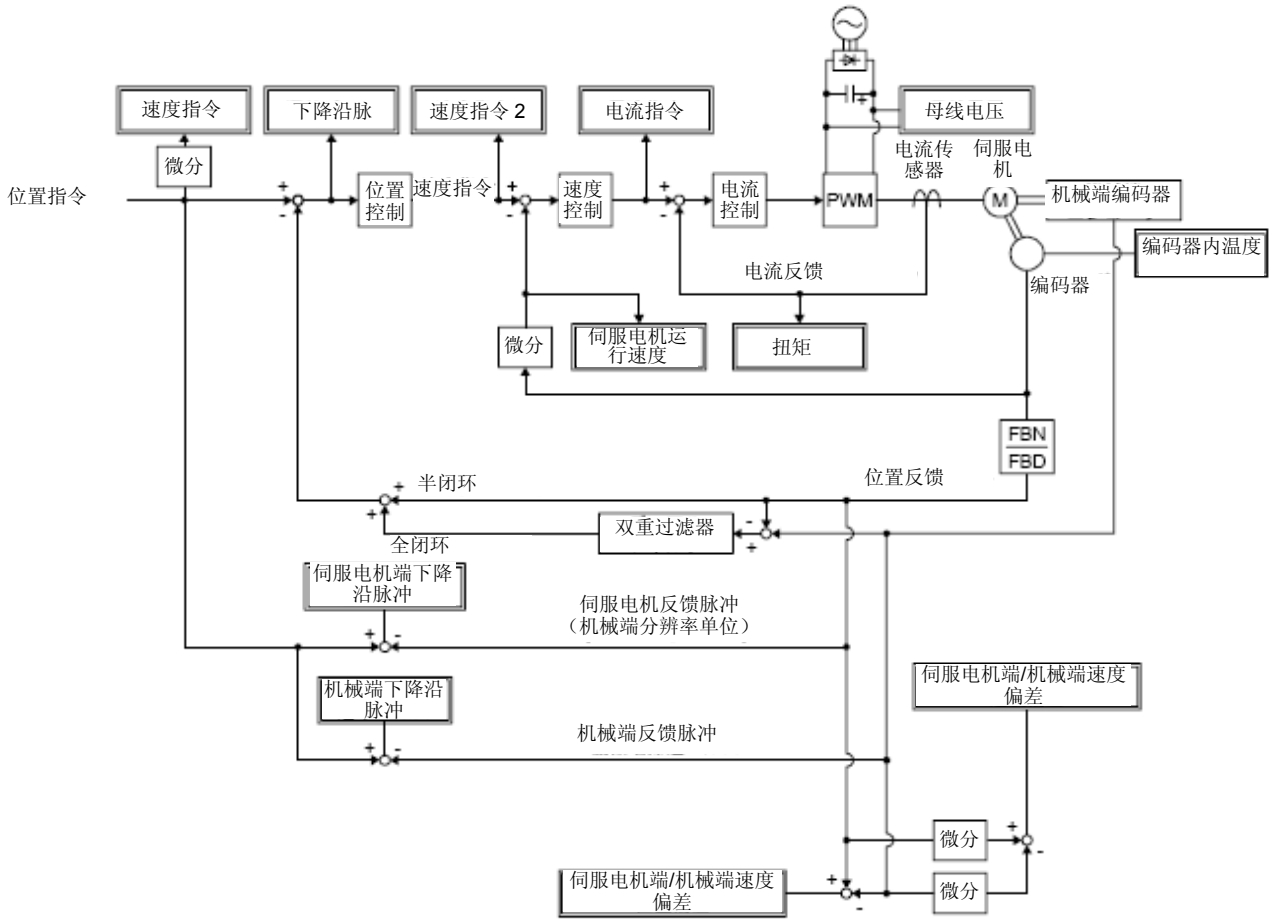 速度指令
下降沿脉
速度指令 2
电流指令
母线电压
微分
电流传
感器
伺服电
机
位置指令
+
-
位置
控制
速度指令
+
-
速度
控制
+
-
电流
控制
PWM
M
机械端编码器
编码器内温度
电流反馈
编码器
微分
伺服电机运
行速度
扭矩
FBN
FBD
+
半闭环
位置反馈
+
双重过滤器
-
+
全闭环
伺服电机端下降
沿脉冲
伺服电机反馈脉冲
（机械端分辨率单位）
+
-
机械端下降沿
脉冲
伺服电机端/机械端速度
偏差
机械端反馈脉冲
+
-
微分
+
-
伺服电机端/机械端速度
偏差
+
-
微分